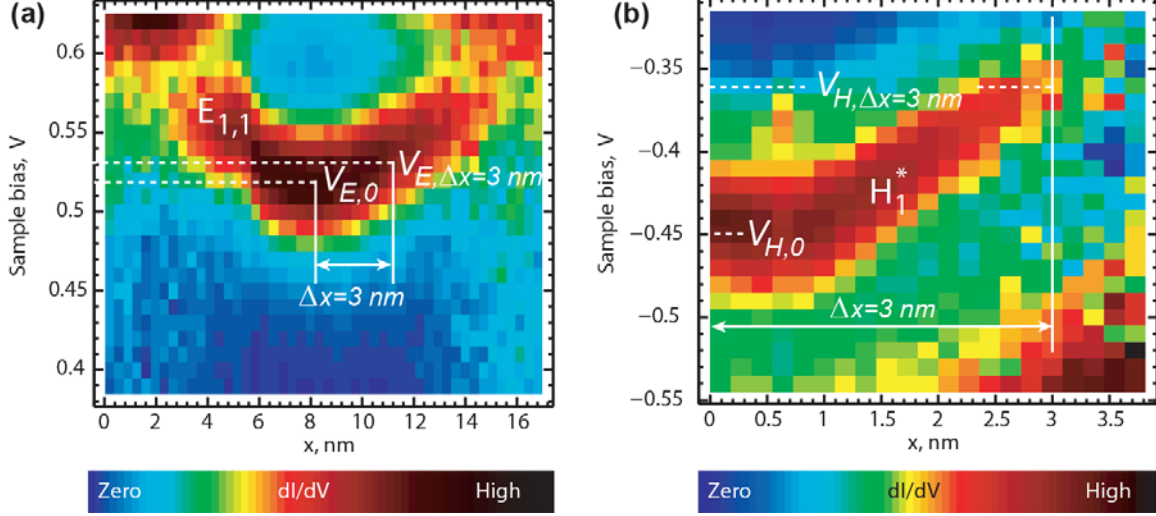 (a)
0.6
0.55
0.5
0.45
0.4
Sample bias, V
E1,1
VE,0
VE,Δx=3 nm
Δx=3 nm
0 2 4 6 8 10 12 14 16
x, nm
Zero dI/dV High
(b)
−0.35
−0.4
−0.45
−0.5
−0.55
Sample bias, V
VH,Δx=3 nm
H1*
VH,0
Δx=3 nm
0 0.5 1 1.5 2 2.5 3 3.5
x, nm
Zero dI/dV High